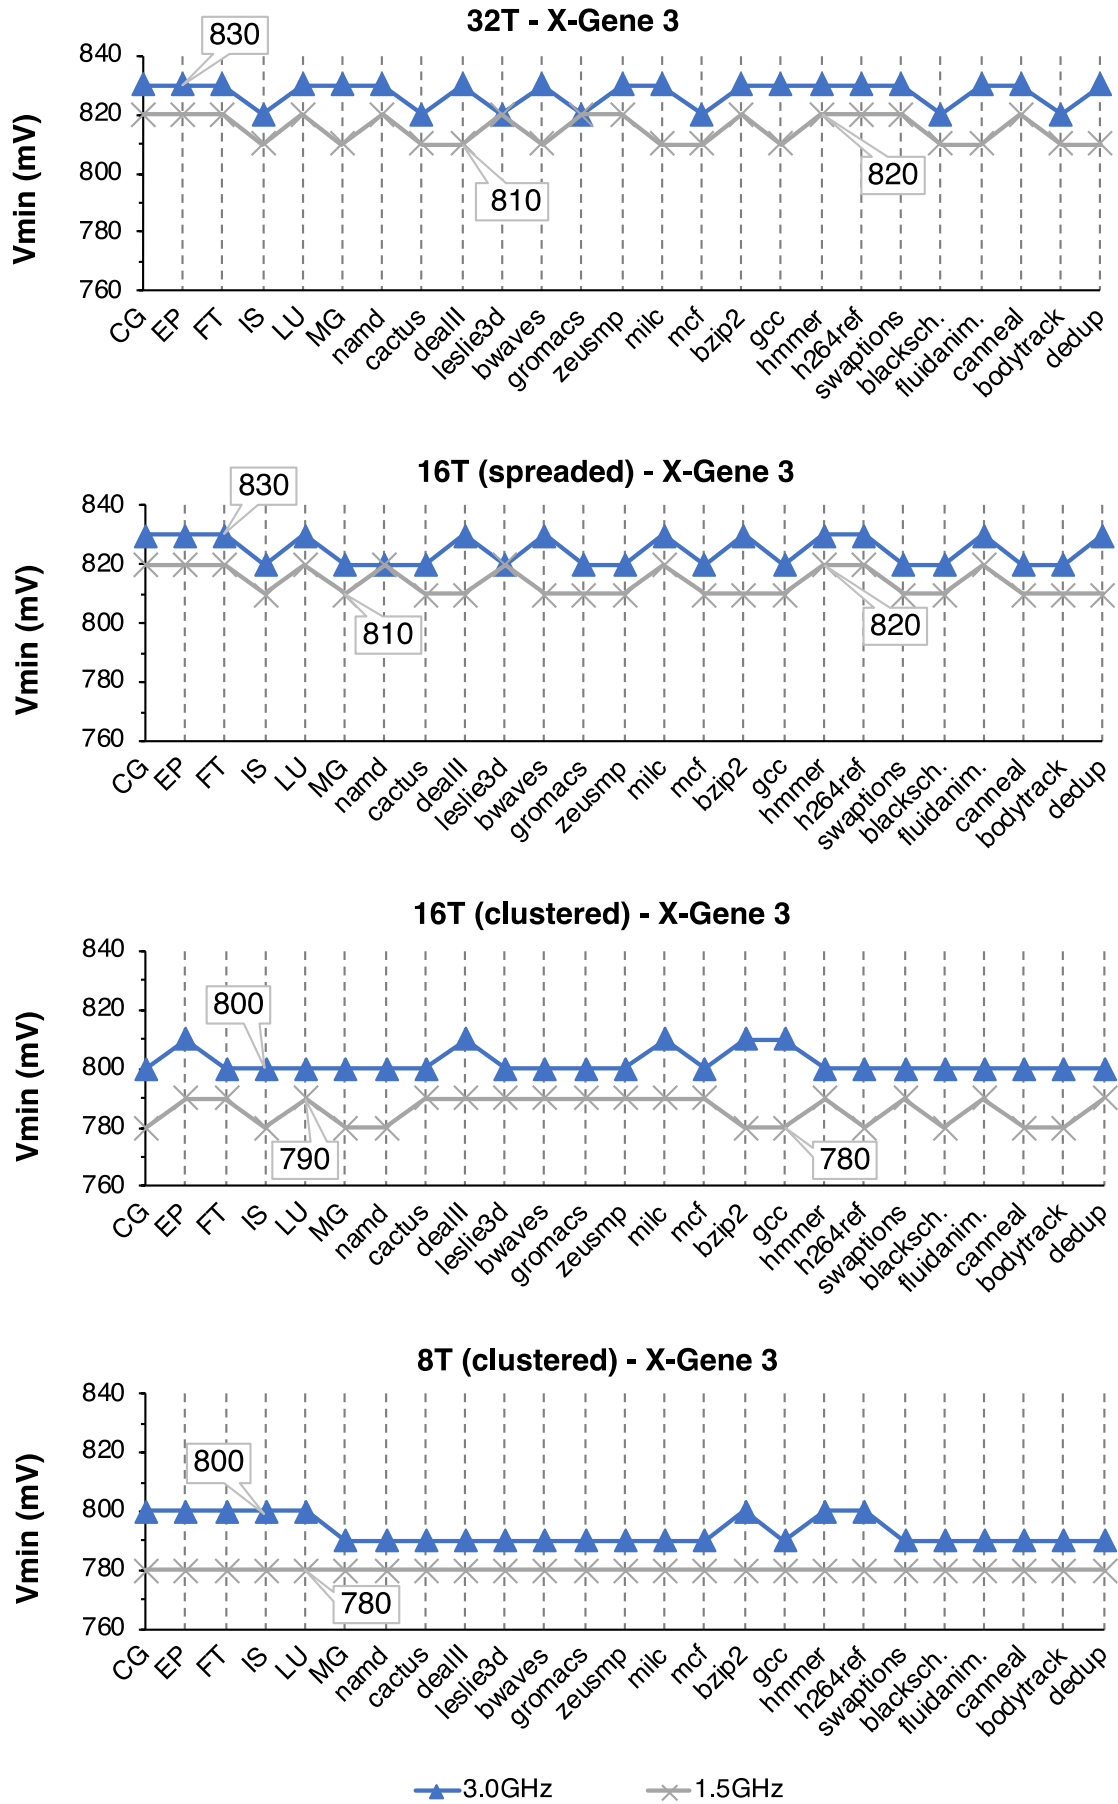 32T - X-Gene 3
830
840
820
800
780
760
Vmin (mV)
810
820
CG EP FT IS LU MG namd cactus dealII leslie3d bwaves gromacs zeusmp milc mcf bzip2 gcc hmmer h264ref swaptions blacksch. fluidanim. canneal bodytrack dedup
16T (spreaded) - X-Gene 3
830
840
820
800
780
760
Vmin (mV)
810
820
CG EP FT IS LU MG namd cactus dealII leslie3d bwaves gromacs zeusmp milc mcf bzip2 gcc hmmer h264ref swaptions blacksch. fluidanim. canneal bodytrack dedup
16T (clustered) - X-Gene 3
840
820
800
780
760
Vmin (mV)
800
790
780
CG EP FT IS LU MG namd cactus dealII leslie3d bwaves gromacs zeusmp milc mcf bzip2 gcc hmmer h264ref swaptions blacksch. fluidanim. canneal bodytrack dedup
8T (clustered) - X-Gene 3
840
820
800
780
760
Vmin (mV)
800
780
CG EP FT IS LU MG namd cactus dealII leslie3d bwaves gromacs zeusmp milc mcf bzip2 gcc hmmer h264ref swaptions blacksch. fluidanim. canneal bodytrack dedup
3.0GHz 1.5GHz